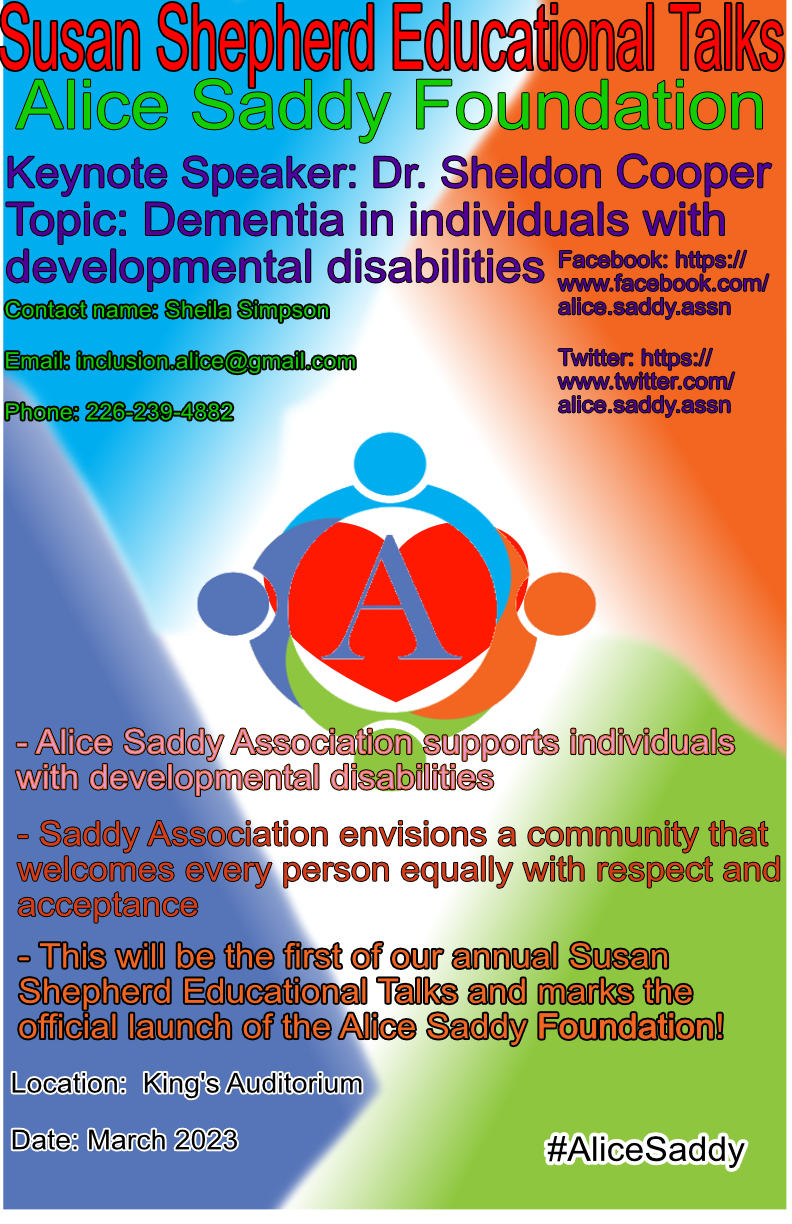 Susan Shepherd Educational Talks
Alice Saddy Foundation
Keynote Speaker: Dr. Sheldon Cooper
Topic: Dementia in individuals with
developmental disabilities
Facebook: https://
www.facebook.com/
alice.saddy.assn
Twitter: https://
www.twitter.com/
alice.saddy.assn
Contact name: Sheila Simpson
Email: inclusion.alice@gmail.com
Phone: 226-239-4882
A
- Alice Saddy Association supports individuals
with developmental disabilities
- Saddy Association envisions a community that
welcomes every person equally with respect and
acceptance
- This will be the first of our annual Susan
Shepherd Educational Talks and marks the
official launch of the Alice Saddy Foundation!
Location:  King's Auditorium
Date: March 2023
#AliceSaddy